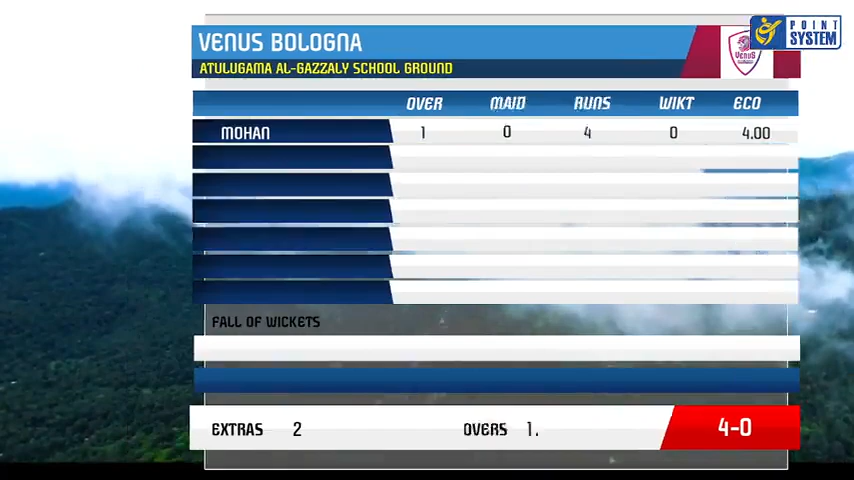 VENUS BOLOGNA
POINT
SYSTEM
VENUS
ATULUGAMA AL-GAZZALY SCHOOL GROUND
OVER MAID RUNS WIKT ECO
MOHAN 1 0 4 0 4.00
FALL OF WICKETS
EXTRAS 2 OVERS 1. 4-0